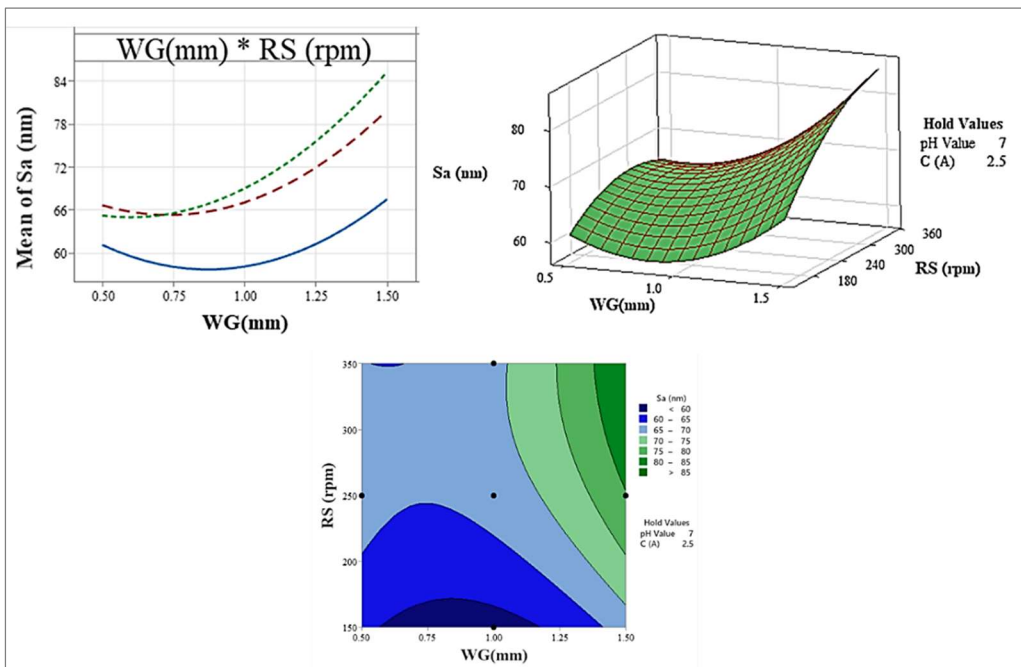 WG(mm) * RS (rpm)
Mean of Sa (nm)
84
78
72
66
60
0.50 0.75 1.00 1.25 1.50
WG(mm)
Sa (nm)
80
70
60
0.5
1.0
1.5
WG(mm)
180
240
300
360
RS (rpm)
Hold Values
pH Value 7
C (A) 2.5
RS (rpm)
350
300
250
200
150
0.50 0.75 1.00 1.25 1.50
WG(mm)
Sa (nm)
< 60
60 – 65
65 – 70
70 – 75
75 – 80
80 – 85
> 85
Hold Values
pH Value 7
C (A) 2.5